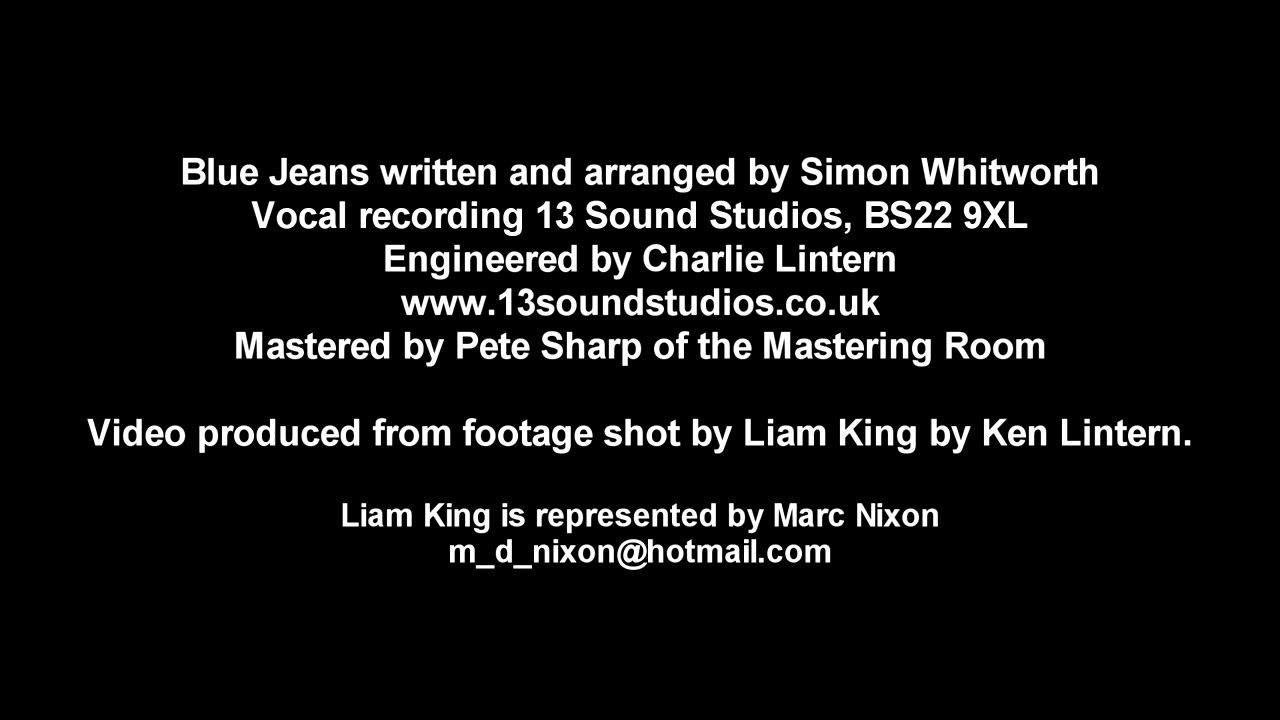 Blue Jeans written and arranged by Simon Whitworth
Vocal recording 13 Sound Studios, BS22 9XL
Engineered by Charlie Lintern
www.13soundstudios.co.uk
Mastered by Pete Sharp of the Mastering Room
Video produced from footage shot by Liam King by Ken Lintern.
Liam King is represented by Marc Nixon
m_d_nixon@hotmail.com